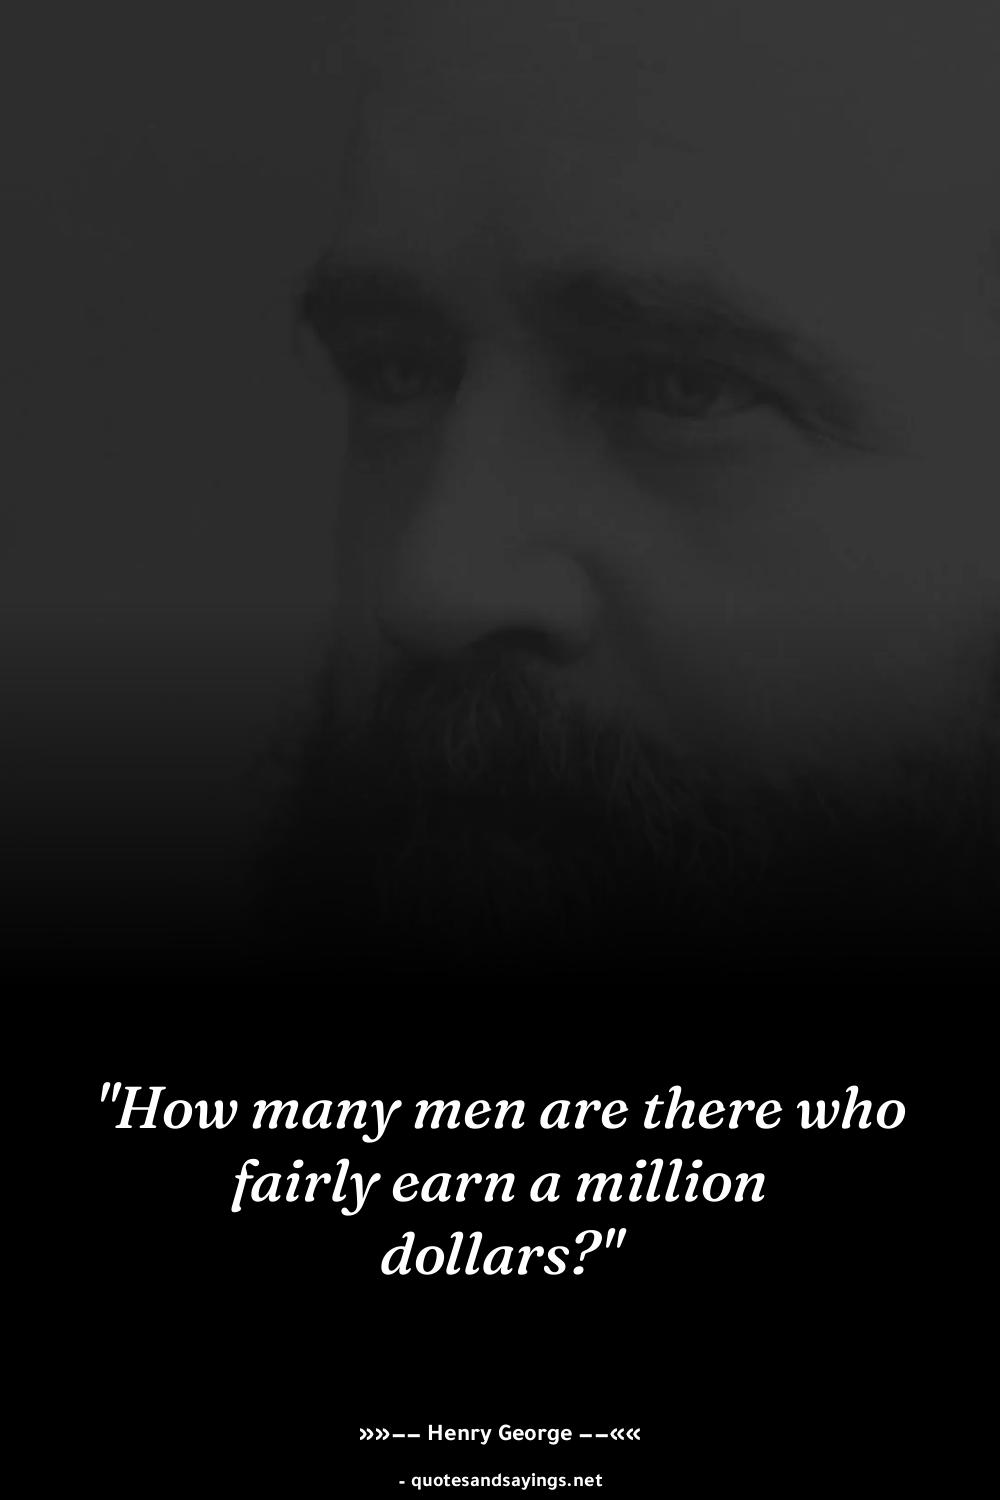 "How many men are there who
fairly earn a million
dollars?"
»»−− Henry George −−««
- quotesandsayings.net